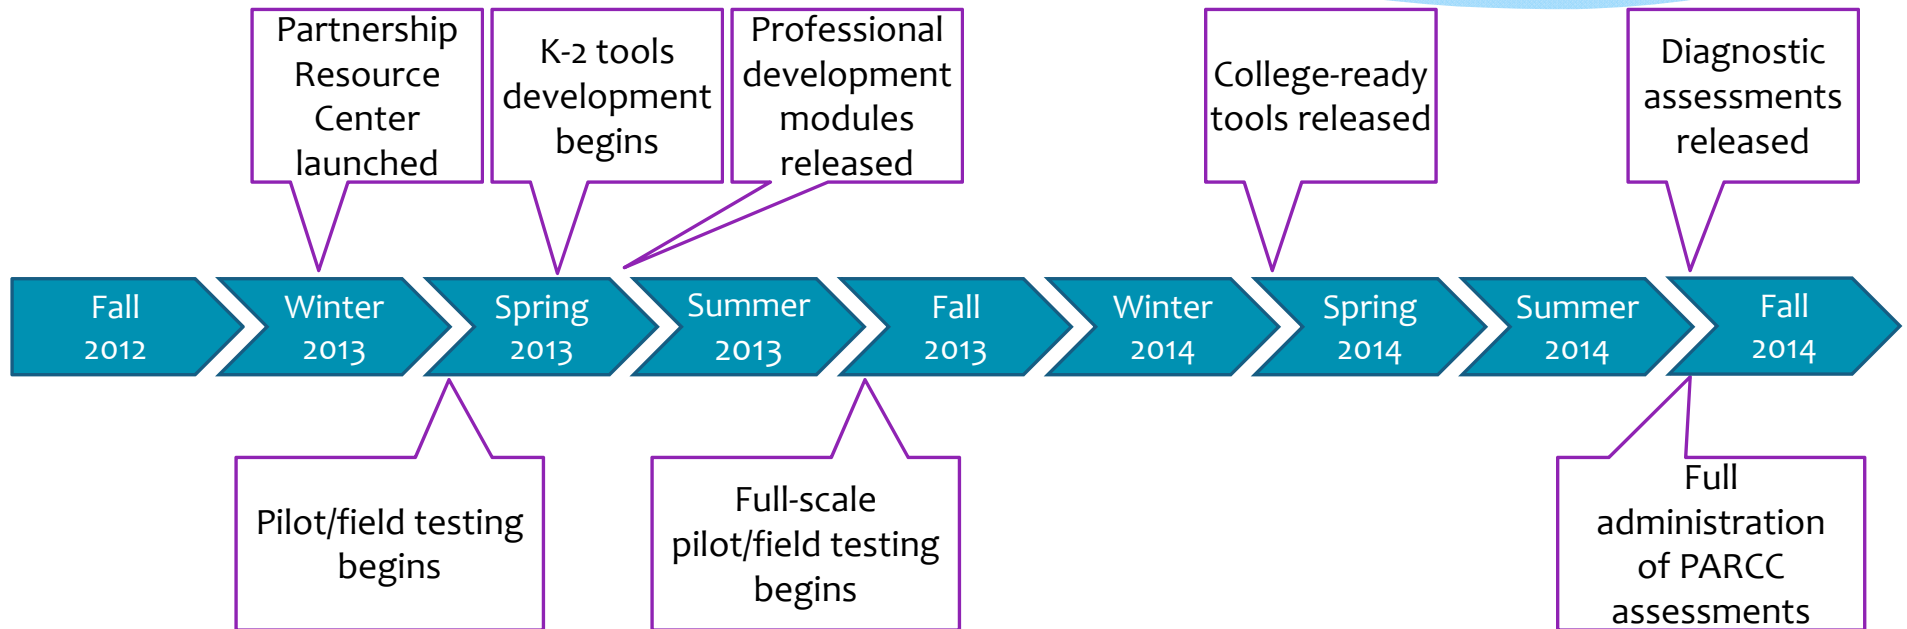 Partnership
Resource
Center
launched
K-2 tools
development
begins
Professional
development
modules
released
College-ready
tools released
Diagnostic
assessments
released
Fall
2012
Winter
2013
Spring
2013
Summer
2013
Fall
2013
Winter
2014
Spring
2014
Summer
2014
Fall
2014
Pilot/field testing
begins
Full-scale
pilot/field testing
begins
Full
administration
of PARCC
assessments